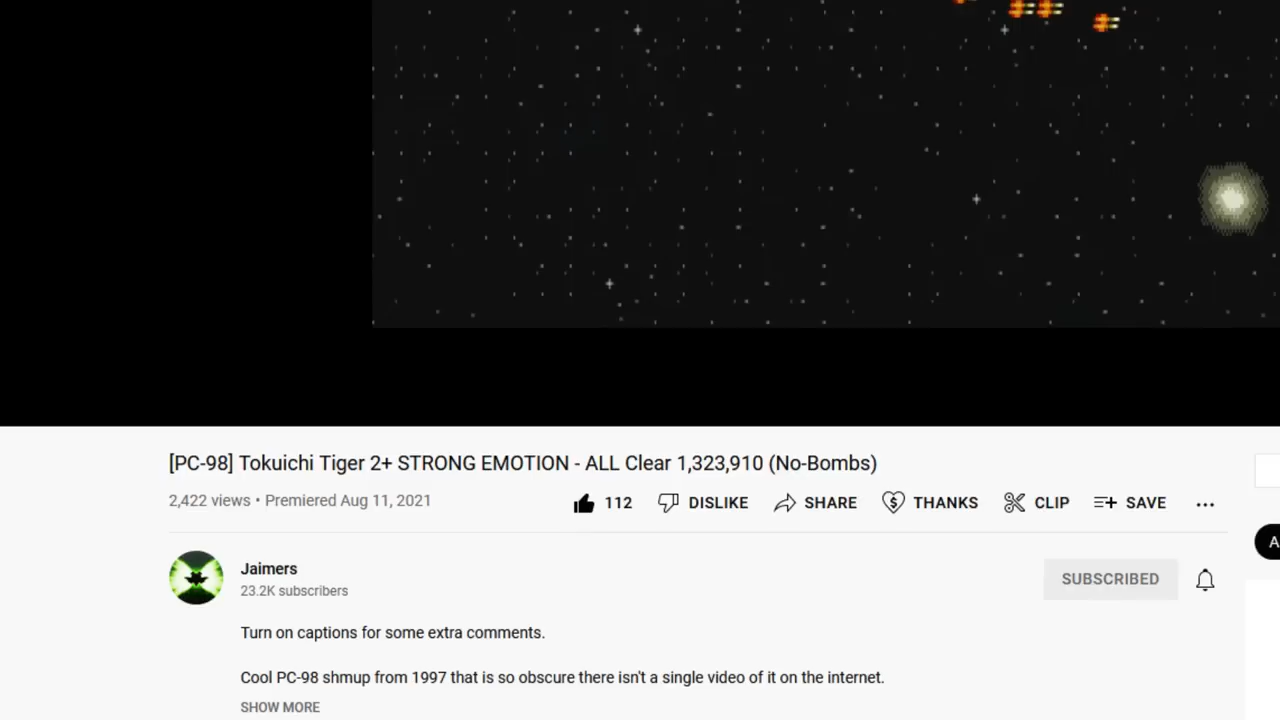 [PC-98] Tokuichi Tiger 2+ STRONG EMOTION - ALL Clear 1,323,910 (No-Bombs)
2,422 views • Premiered Aug 11, 2021
112 DISLIKE SHARE THANKS CLIP SAVE ...
A
Jaimers
23.2K subscribers
SUBSCRIBED
Turn on captions for some extra comments.
Cool PC-98 shmup from 1997 that is so obscure there isn't a single video of it on the internet.
SHOW MORE